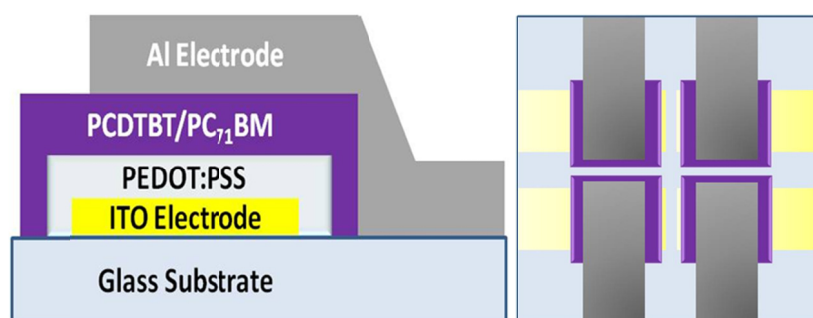 Al Electrode
PCDTBT/PC₇₁BM
PEDOT:PSS
ITO Electrode
Glass Substrate